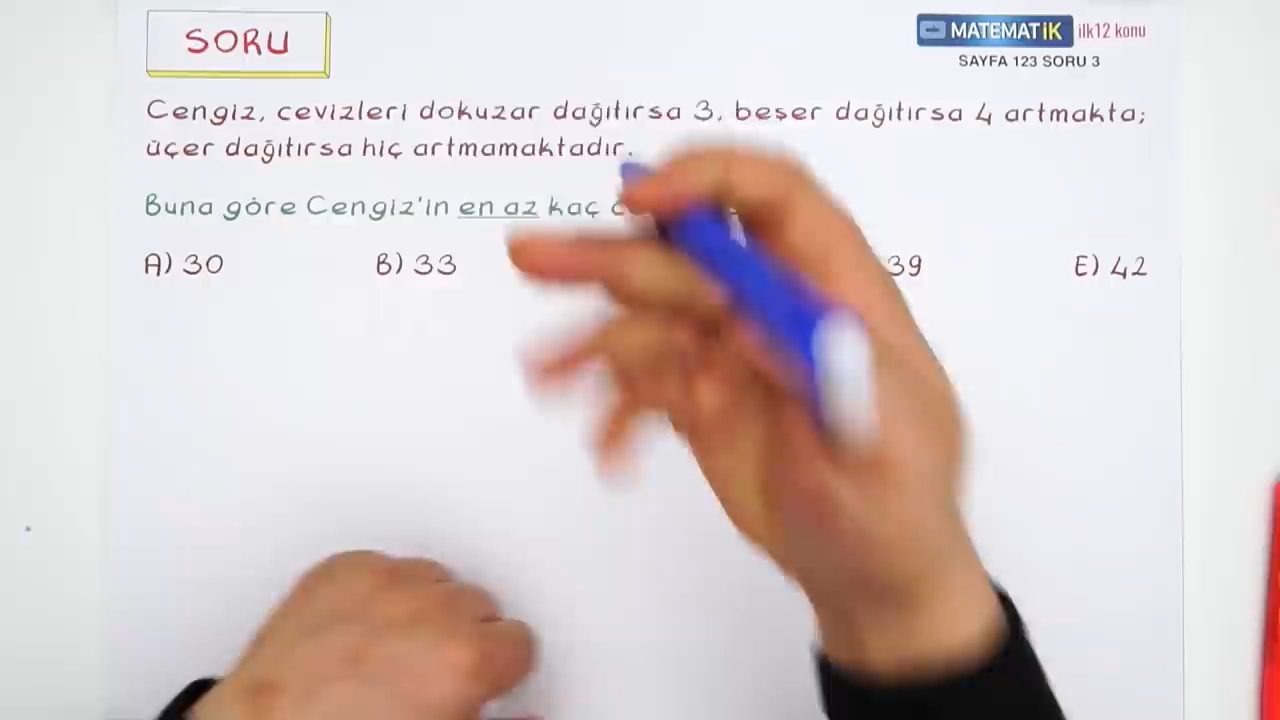 SORU
MATEMATİK ilk12 konu
SAYFA 123 SORU 3
Cengiz, cevizleri dokuzar dağıtırsa 3, beşer dağıtırsa 4 artmakta;
üçer dağıtırsa hiç artmamaktadır.
Buna göre Cengiz'in en az kaç
A) 30 B) 33 39 E) 42